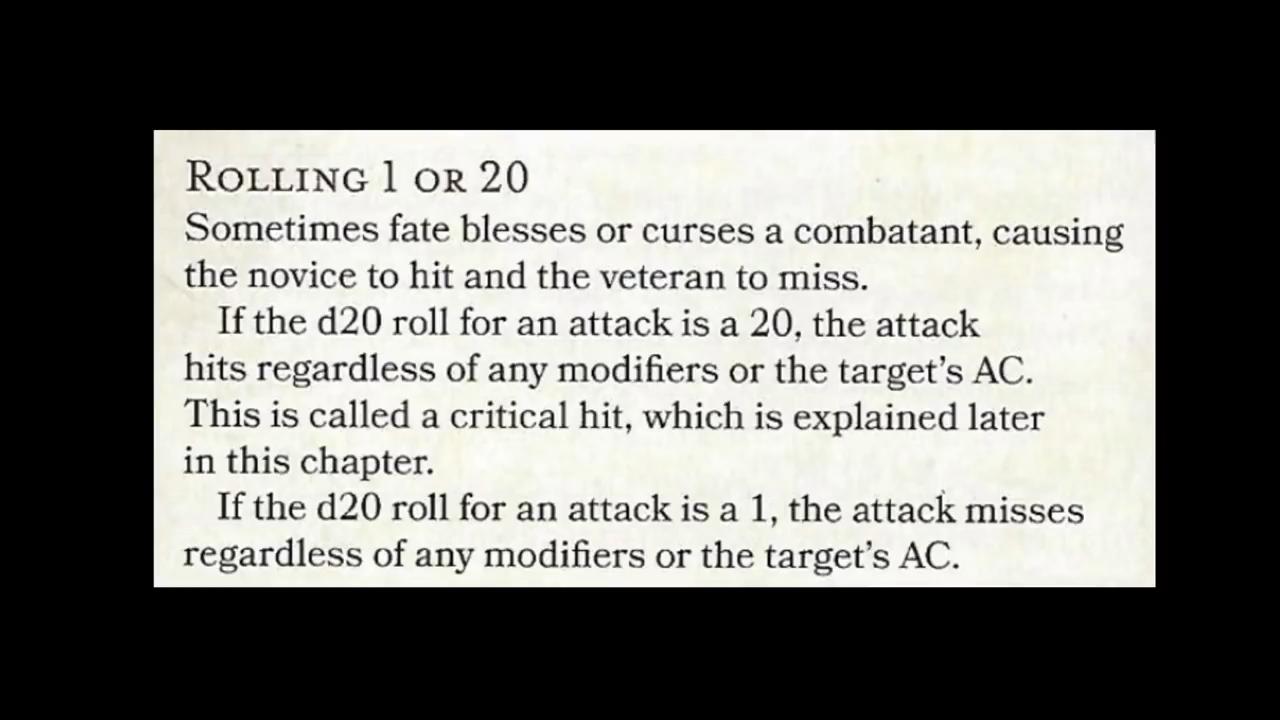 ROLLING 1 OR 20
Sometimes fate blesses or curses a combatant, causing
the novice to hit and the veteran to miss.
If the d20 roll for an attack is a 20, the attack
hits regardless of any modifiers or the target's AC.
This is called a critical hit, which is explained later
in this chapter.
If the d20 roll for an attack is a 1, the attack misses
regardless of any modifiers or the target's AC.